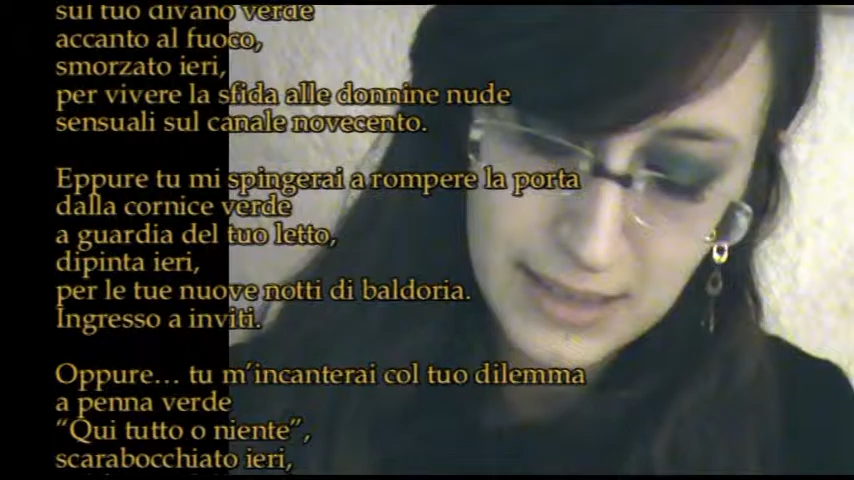 sul tuo divano verde
accanto al fuoco,
smorzato ieri,
per vivere la sfida alle donnine nude
sensuali sul canale novecento.
Eppure tu mi spingerai a rompere la porta
dalla cornice verde
a guardia del tuo letto,
dipinta ieri,
per le tue nuove notti di baldoria.
Ingresso a inviti.
Oppure... tu m'incanterai col tuo dilemma
a penna verde
“Qui tutto o niente”,
scarabocchiato ieri,